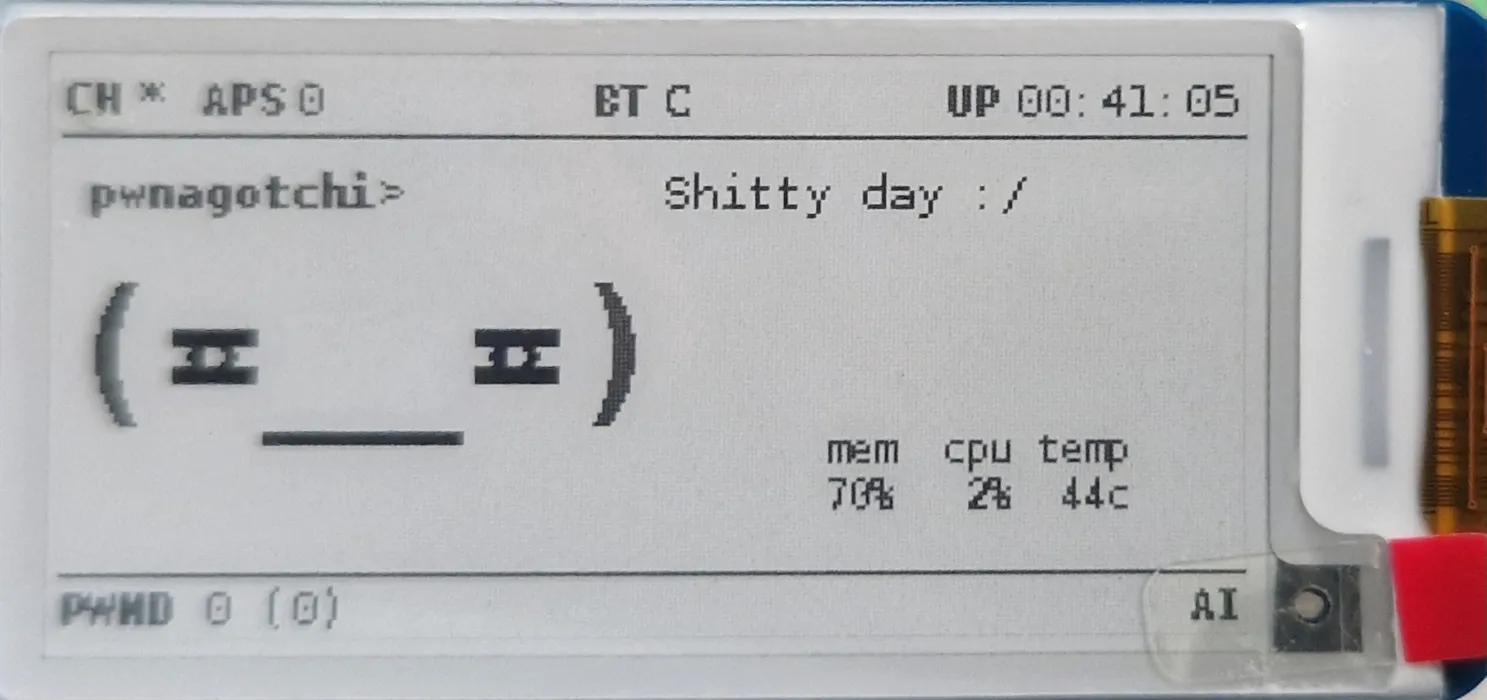 CH * APS 0 BT C UP 00:41:05
pwnagotchi> Shitty day :/
(=__=)
mem cpu temp
70% 2% 44c
PWND 0 (0) AI